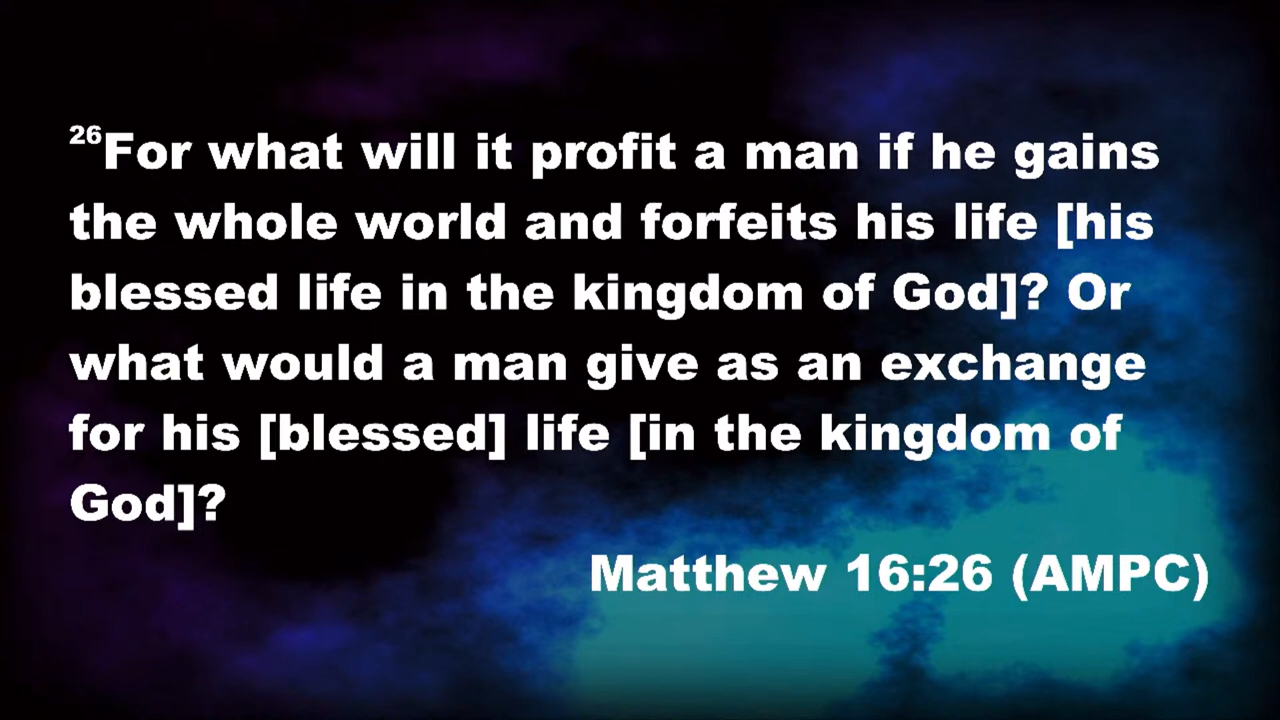 26For what will it profit a man if he gains
the whole world and forfeits his life [his
blessed life in the kingdom of God]? Or
what would a man give as an exchange
for his [blessed] life [in the kingdom of
God]?
Matthew 16:26 (AMPC)